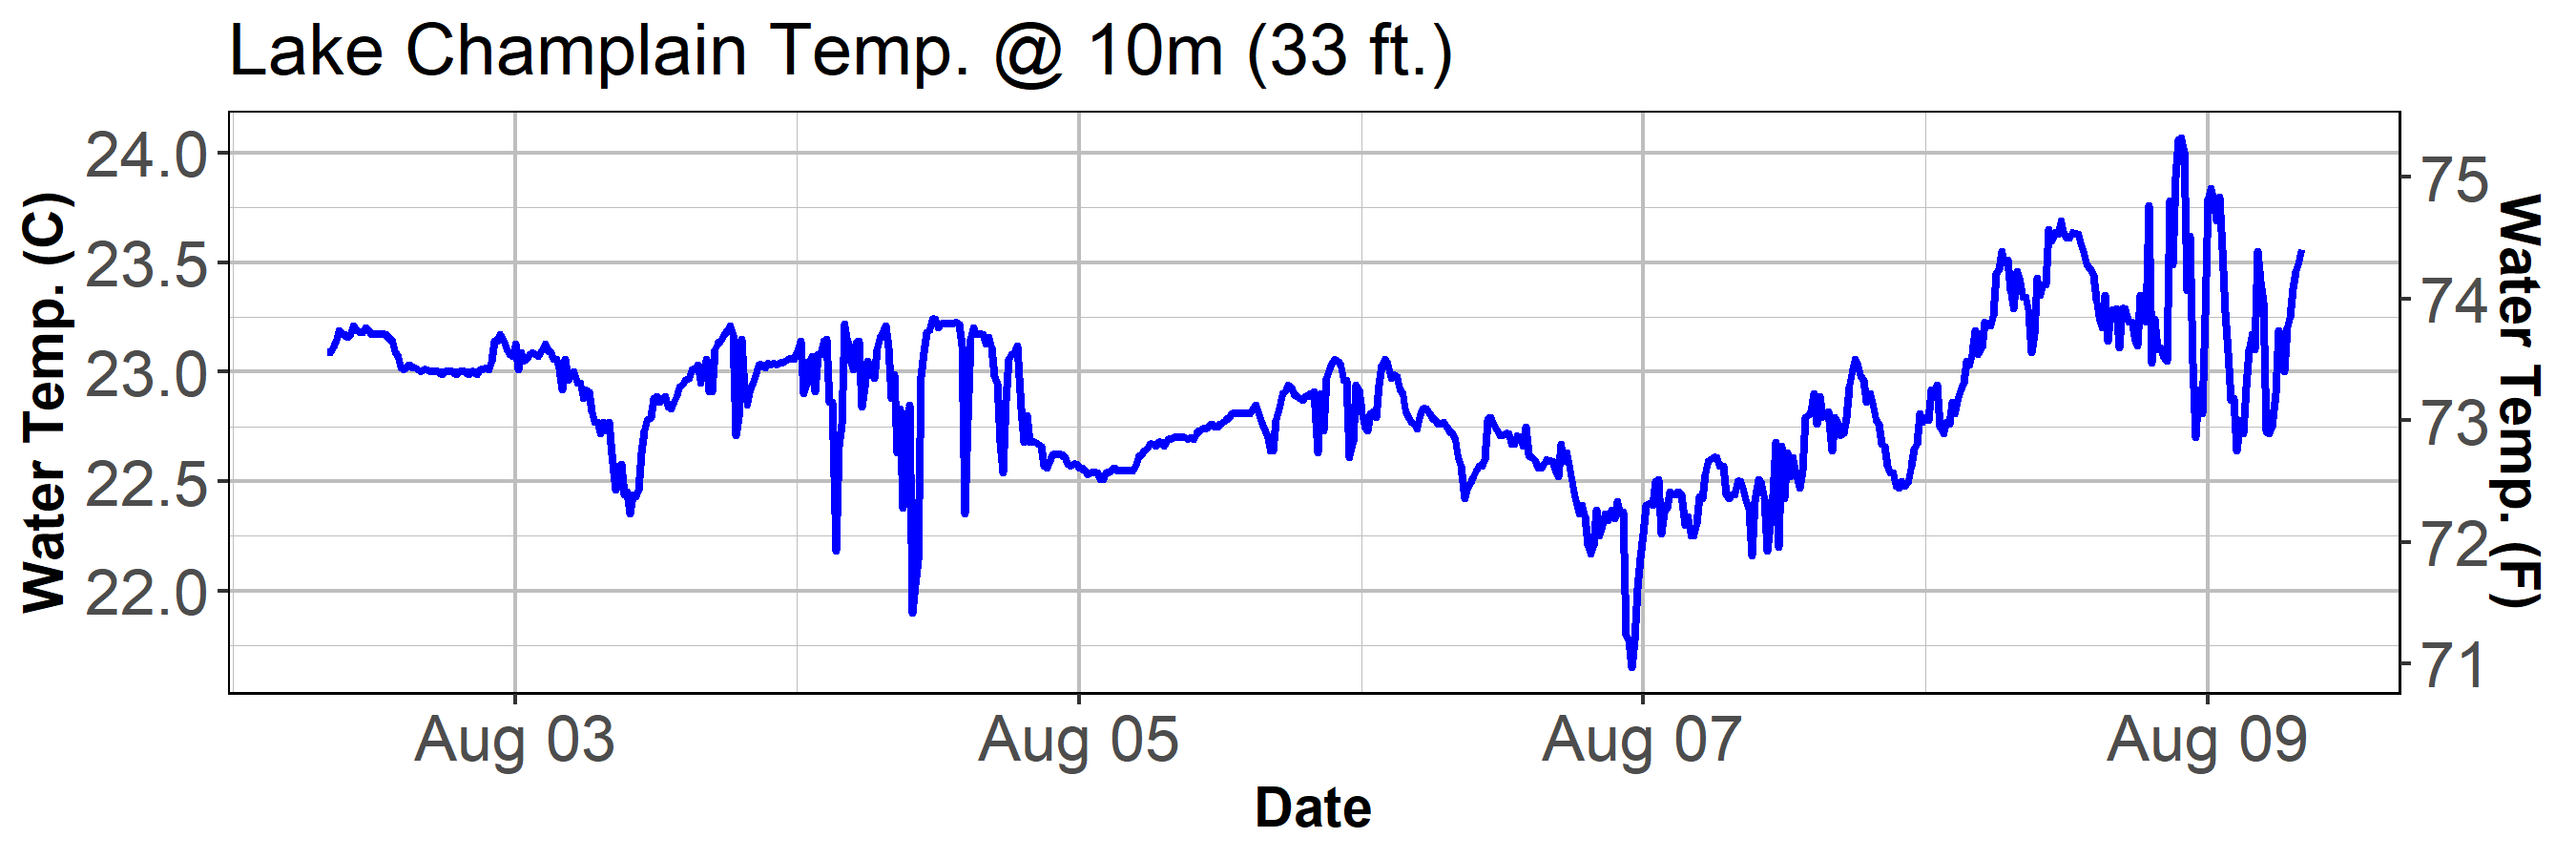 Lake Champlain Temp. @ 10m (33 ft.)
Water Temp. (C)
24.0
23.5
23.0
22.5
22.0
75
74
73
72
71
Water Temp. (F)
Aug 03 Aug 05 Aug 07 Aug 09
Date